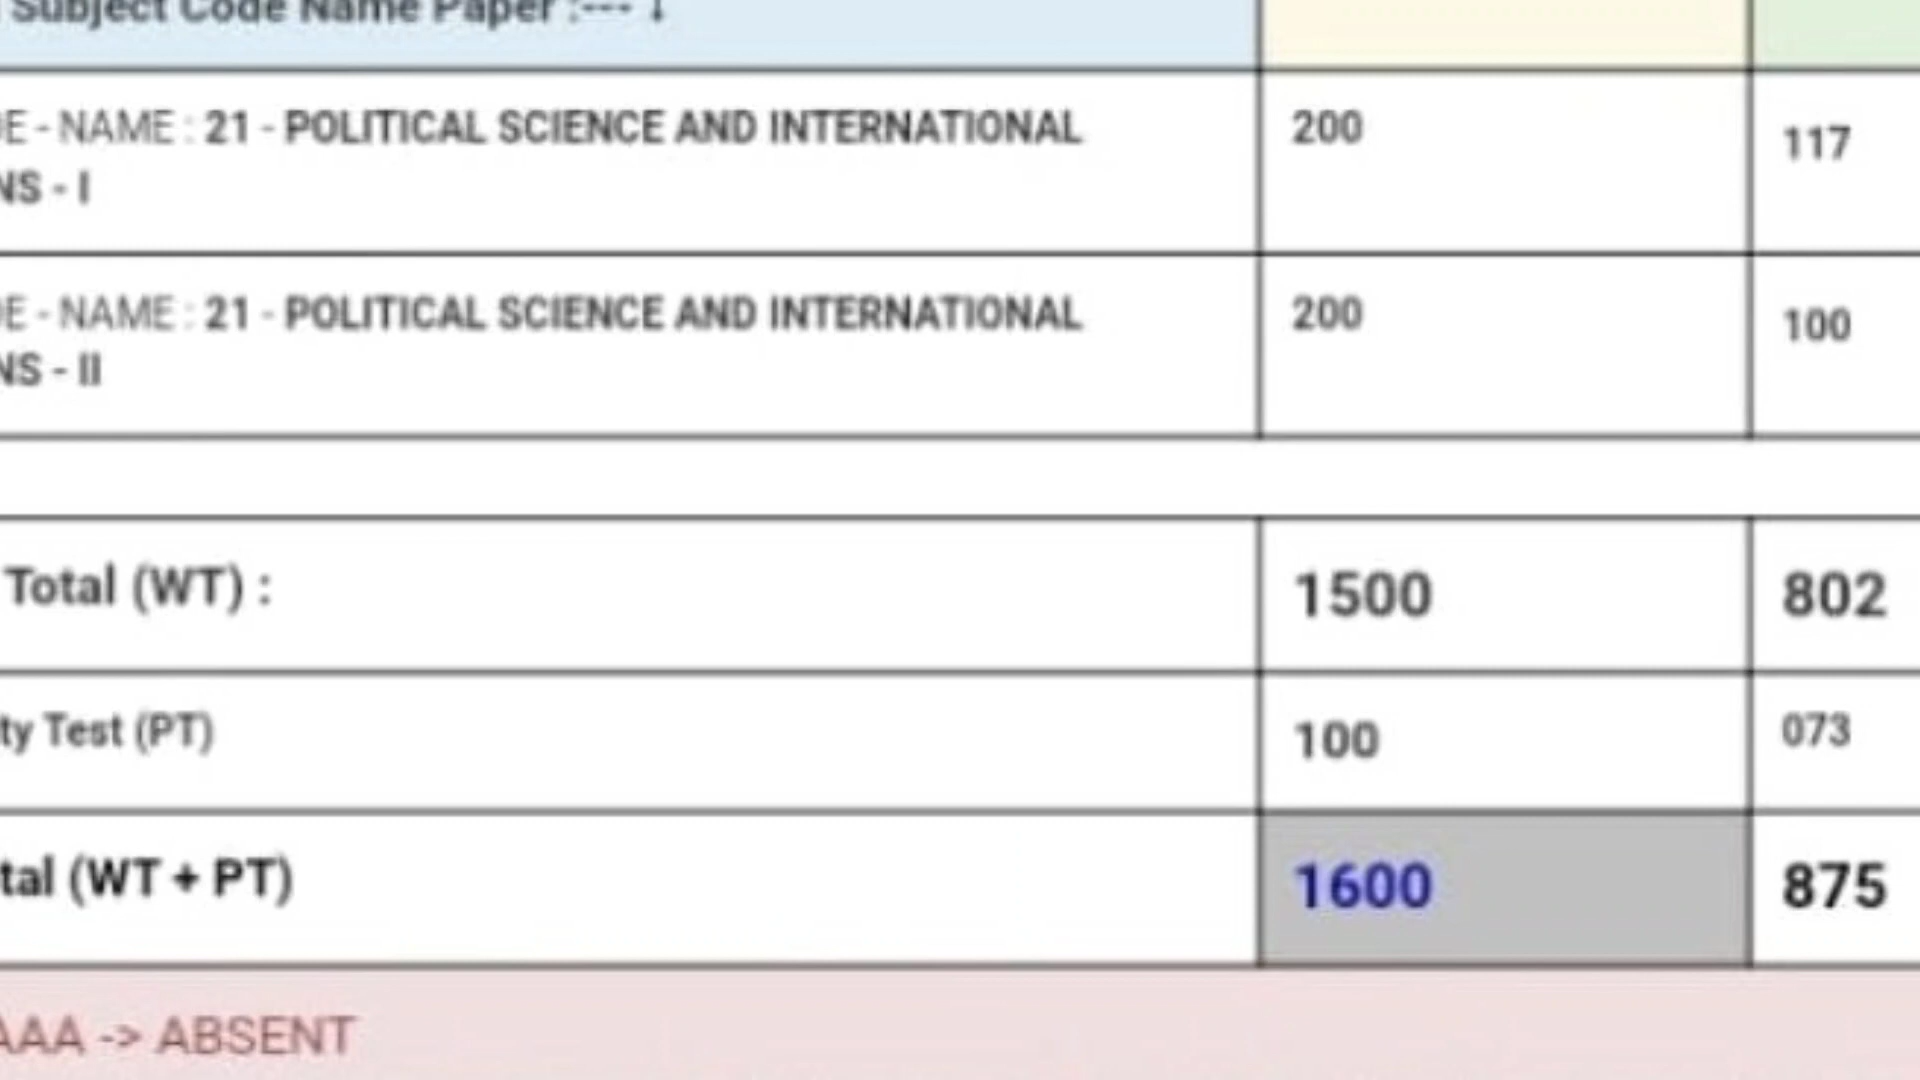 Subject Code Name Paper :--- ↓
DE - NAME : 21 - POLITICAL SCIENCE AND INTERNATIONAL 200 117
NS - I
DE - NAME : 21 - POLITICAL SCIENCE AND INTERNATIONAL 200 100
NS - II
Total (WT) : 1500 802
ty Test (PT) 100 073
tal (WT + PT) 1600 875
AAA -> ABSENT